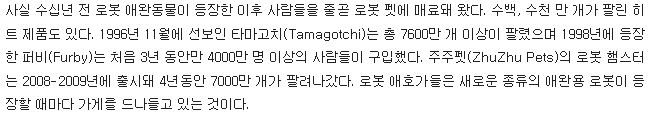 사실 수십년 전 로봇 애완동물이 등장한 이후 사람들을 줄곧 로봇 펫에 매료돼 왔다. 수백, 수천 만 개가 팔린 히
트 제품도 있다. 1996년 11월에 선보인 타마고치(Tamagotchi)는 총 7600만 개 이상이 팔렸으며 1998년에 등장
한 퍼비(Furby)는 처음 3년 동안만 4000만 명 이상의 사람들이 구입했다. 주주펫(ZhuZhu Pets)의 로봇 햄스터
는 2008-2009년에 출시돼 4년동안 7000만 개가 팔려나갔다. 로봇 애호가들은 새로운 종류의 애완용 로봇이 등
장할 때마다 가게를 드나들고 있는 것이다.